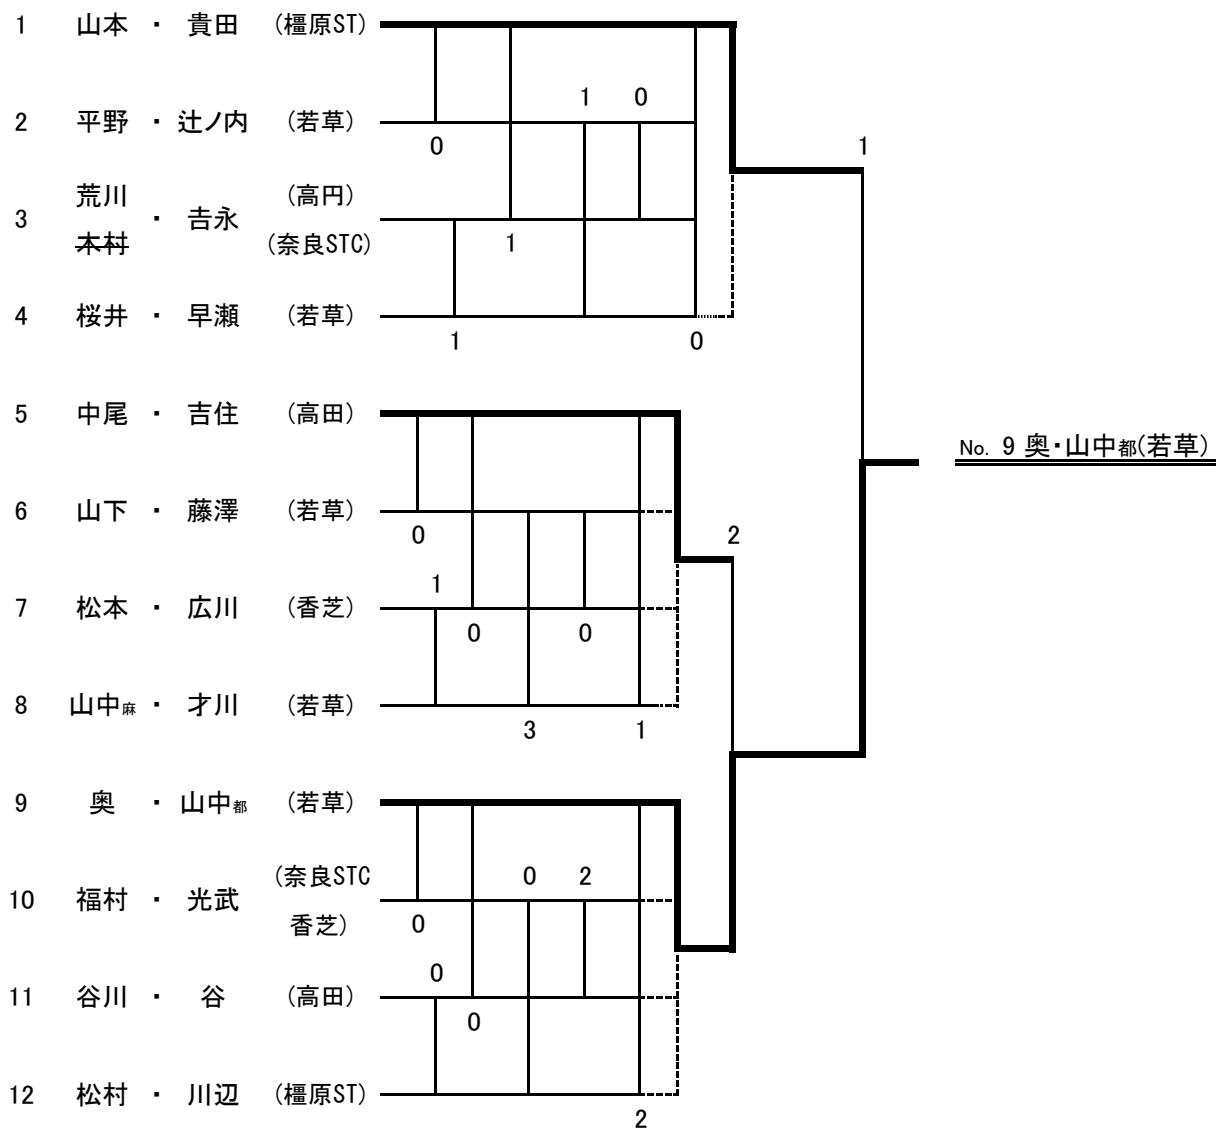 1 山本 ・ 貴田 (橿原ST)
1 0
2 平野 ・ 辻ノ内 (若草)
0
1
荒川 (高円)
3 ・ 吉永
木村 (奈良STC)
1
4 桜井 ・ 早瀬 (若草)
1 0
5 中尾 ・ 吉住 (高田)
No. 9 奥・山中都(若草)
6 山下 ・ 藤澤 (若草)
0 2
1
7 松本 ・ 広川 (香芝)
0 0
8 山中麻 ・ 才川 (若草)
3 1
9 奥 ・ 山中都 (若草)
(奈良STC 0 2
10 福村 ・ 光武
香芝) 0
0
11 谷川 ・ 谷 (高田)
0
12 松村 ・ 川辺 (橿原ST)
2